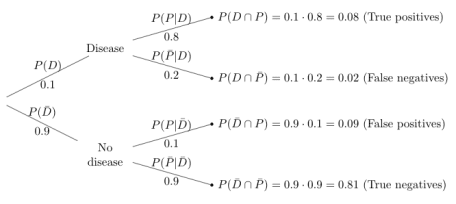 P(P|D)
0.8
P(D ∩ P) = 0.1 · 0.8 = 0.08 (True positives)
Disease
P(D)
0.1
P(P̄|D)
0.2
P(D ∩ P̄) = 0.1 · 0.2 = 0.02 (False negatives)
P(D̄)
0.9
P(P|D̄)
0.1
P(D̄ ∩ P) = 0.9 · 0.1 = 0.09 (False positives)
No
disease
P(P̄|D̄)
0.9
P(D̄ ∩ P̄) = 0.9 · 0.9 = 0.81 (True negatives)